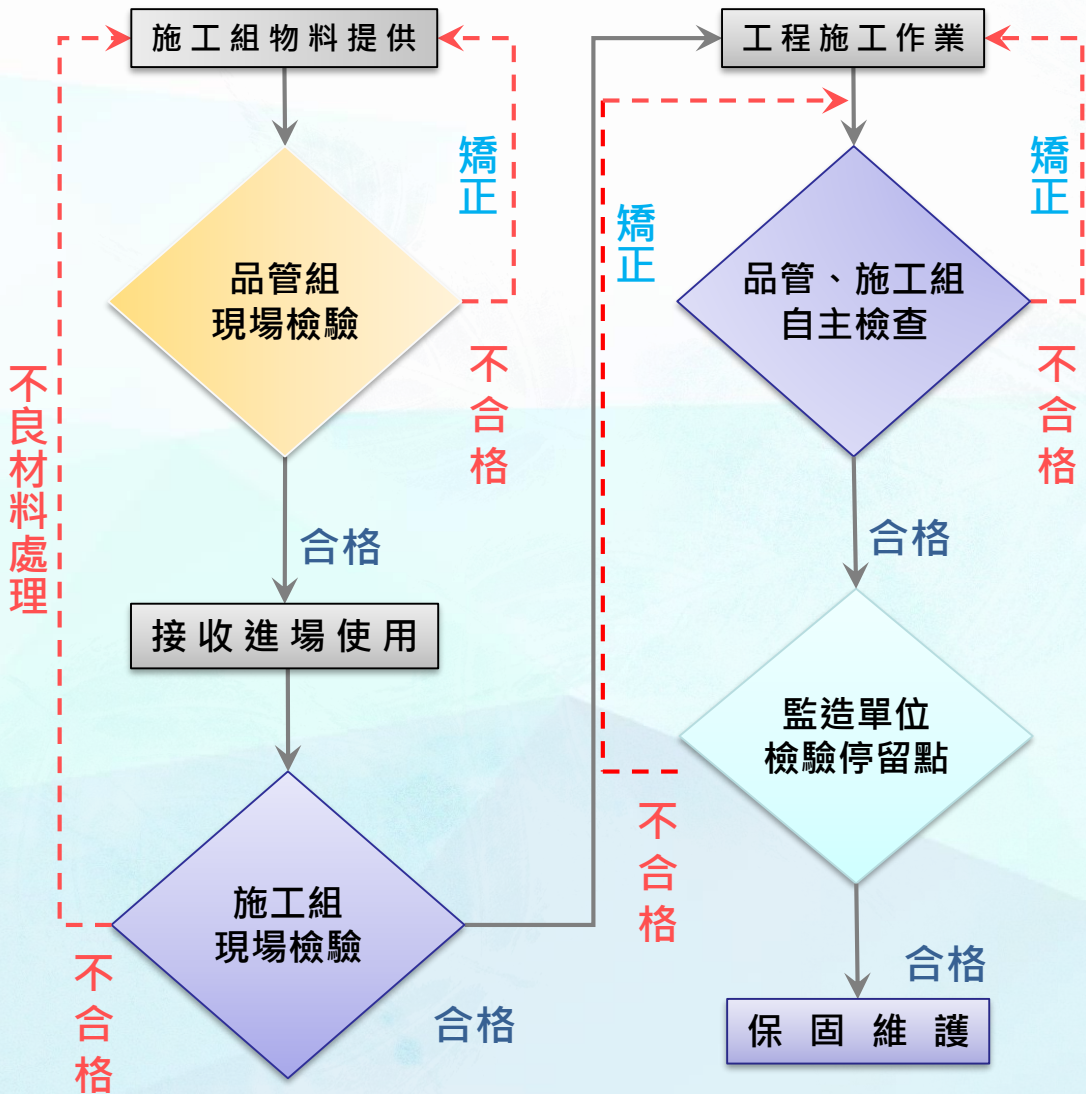 施工組物料提供
矯正
品管組
現場檢驗
不合格
合格
不良材料處理
接收進場使用
施工組
現場檢驗
不合格
合格
工程施工作業
矯正
矯正
品管、施工組
自主檢查
不合格
合格
監造單位
檢驗停留點
不合格
合格
保固維護